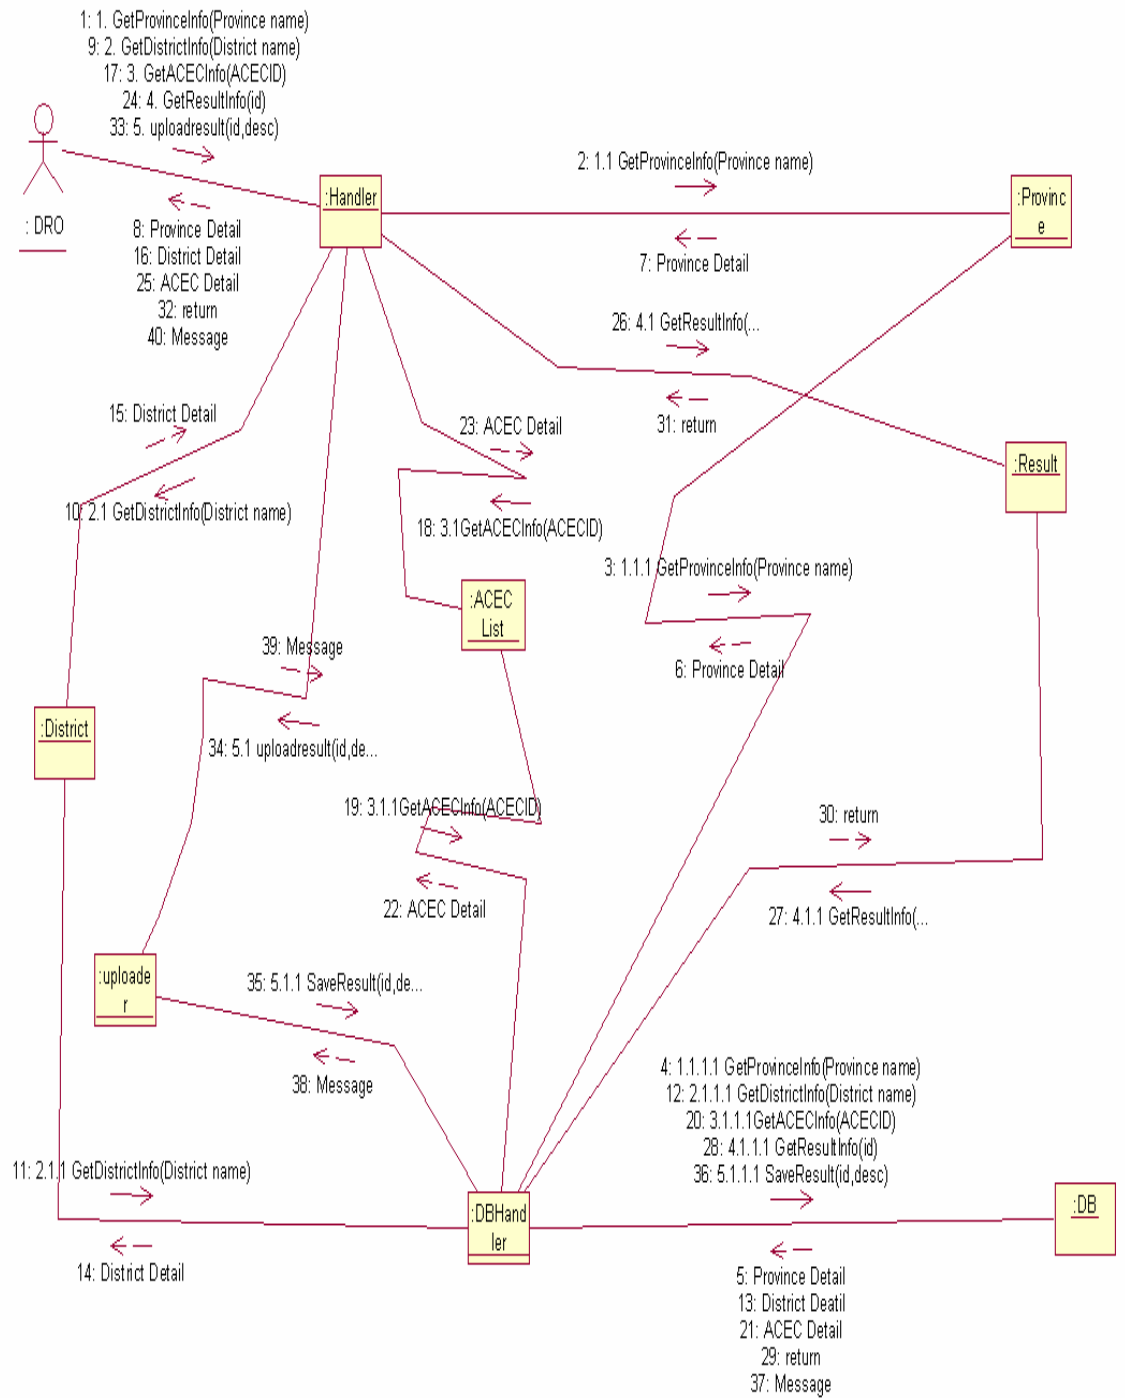 1: 1. GetProvinceInfo(Province name)
9: 2. GetDistrictInfo(District name)
17: 3. GetACECInfo(ACECID)
24: 4. GetResultInfo(id)
33: 5. uploadresult(id,desc)
: DRO
:Handler
2: 1.1 GetProvinceInfo(Province name)
:Provinc
e
8: Province Detail
16: District Detail
25: ACEC Detail
32: return
40: Message
7: Province Detail
26: 4.1 GetResultInfo(...
31: return
15: District Detail
10: 2.1 GetDistrictInfo(District name)
23: ACEC Detail
18: 3.1GetACECInfo(ACECID)
:Result
3: 1.1.1 GetProvinceInfo(Province name)
6: Province Detail
:ACEC
List
39: Message
34: 5.1 uploadresult(id,de...
:District
19: 3.1.1GetACECInfo(ACECID)
22: ACEC Detail
30: return
27: 4.1.1 GetResultInfo(...
:uploade
r
35: 5.1.1 SaveResult(id,de...
38: Message
4: 1.1.1.1 GetProvinceInfo(Province name)
12: 2.1.1.1 GetDistrictInfo(District name)
20: 3.1.1.1GetACECInfo(ACECID)
28: 4.1.1.1 GetResultInfo(id)
36: 5.1.1.1 SaveResult(id,desc)
11: 2.1.1 GetDistrictInfo(District name)
14: District Detail
:DBHand
ler
:DB
5: Province Detail
13: District Deatil
21: ACEC Detail
29: return
37: Message